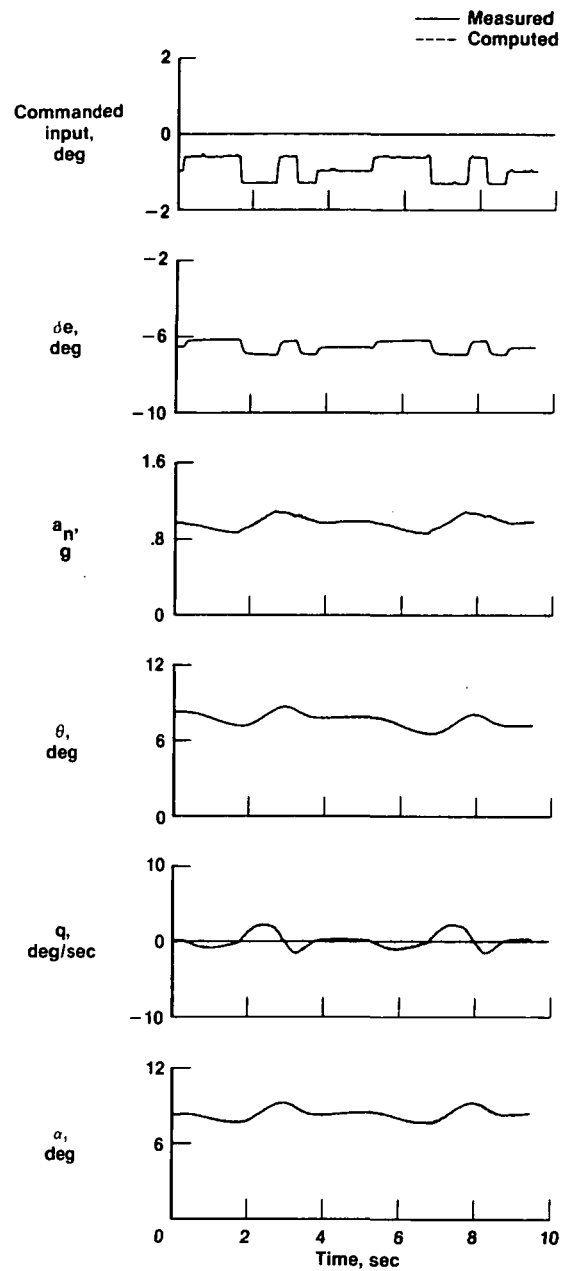 Measured
Computed
2
Commanded
input,
deg
0
−2
−2
δe,
deg
−6
−10
1.6
an,
g
.8
0
12
θ,
deg
6
0
10
q,
deg/sec
0
−10
12
α,
deg
6
0 2 4 6 8 10
Time, sec